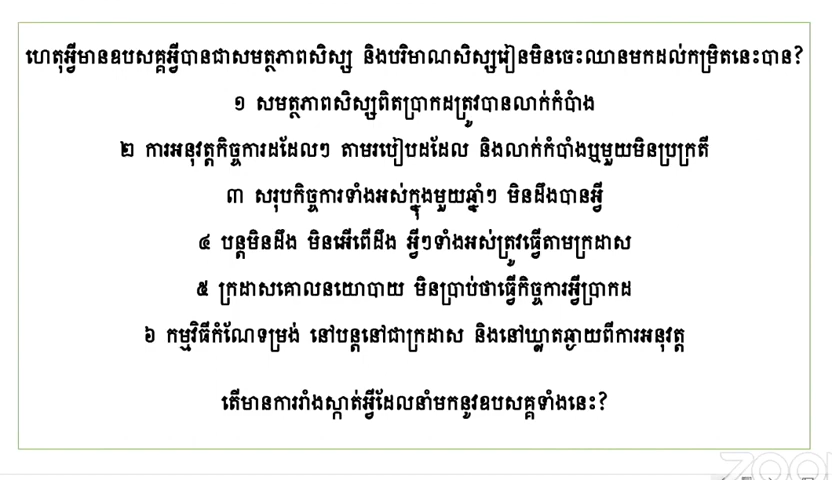 ហេតុអ្វីមានឧបសគ្គអ្វីបានជាសមត្ថភាពសិស្ស និងបរិមាណសិស្សរៀនមិនចេះឈានមកដល់កម្រិតនេះបាន?
១ សមត្ថភាពសិស្សពិតប្រាកដត្រូវបានលាក់កំបាំង
២ ការអនុវត្តកិច្ចការដដែលៗ តាមរបៀបដដែល និងលាក់កំបាំងឬមួយមិនប្រក្រតី
៣ សរុបកិច្ចការទាំងអស់ក្នុងមួយឆ្នាំៗ មិនដឹងបានអ្វី
៤ បន្តមិនដឹង មិនអើពើដឹង អ្វីៗទាំងអស់ត្រូវធ្វើតាមក្រដាស
៥ ក្រដាសគោលនយោបាយ មិនប្រាប់ថាធ្វើកិច្ចការអ្វីប្រាកដ
៦ កម្មវិធីកំណែទម្រង់ នៅបន្តនៅជាក្រដាស និងនៅឃ្លាតឆ្ងាយពីការអនុវត្ត
តើមានការរាំងស្កាត់អ្វីដែលនាំមកនូវឧបសគ្គទាំងនេះ?
zoom